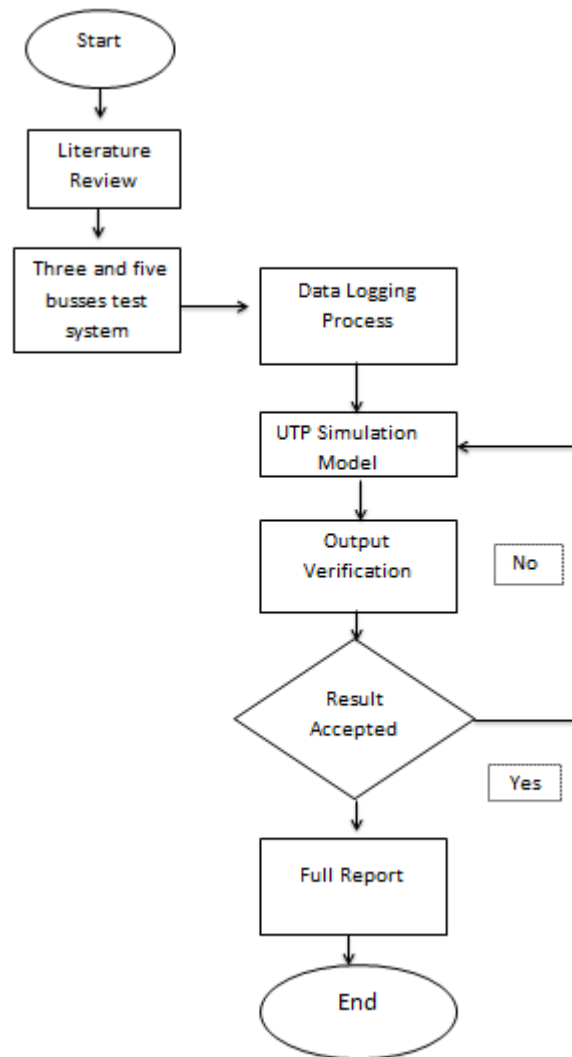 Start
Literature
Review
Three and five
busses test
system
Data Logging
Process
UTP Simulation
Model
Output
Verification
No
Result
Accepted
Yes
Full Report
End